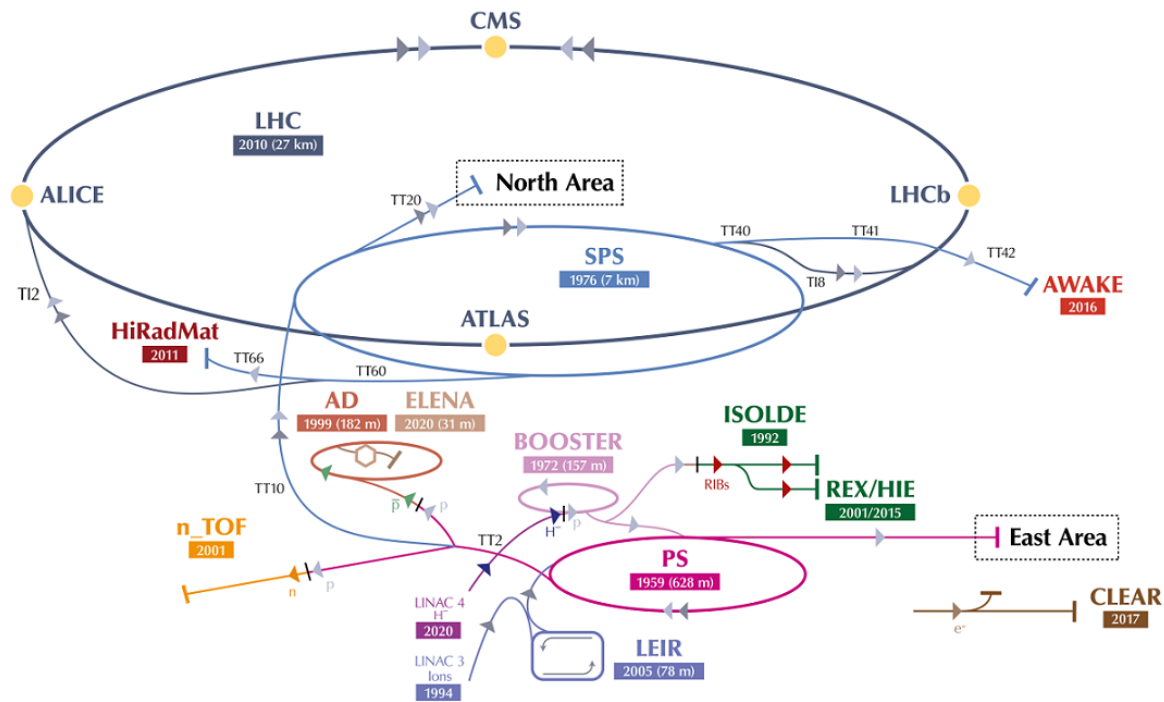 CMS
LHC
2010 (27 km)
North Area
ALICE
LHCb
TT20
TT40
TT41
TT42
SPS
1976 (7 km)
TI8
TI2
AWAKE
2016
ATLAS
HiRadMat
2011
TT66
TT60
AD
1999 (182 m)
ELENA
2020 (31 m)
ISOLDE
1992
BOOSTER
1972 (157 m)
RIBs
REX/HIE
2001/2015
TT10
p̅
p
H⁻
p
n_TOF
2001
TT2
East Area
PS
1959 (628 m)
n
p
LINAC 4
H⁻
2020
CLEAR
2017
e⁻
LEIR
2005 (78 m)
LINAC 3
Ions
1994